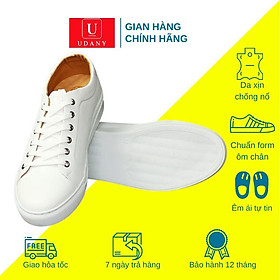 U
UDANY
GIAN HÀNG
CHÍNH HÃNG
Da xịn
chống nổ
Chuẩn form
ôm chân
Êm ái tự tin
FREE
Giao hỏa tốc
7 ngày trả hàng
Bảo hành 12 tháng